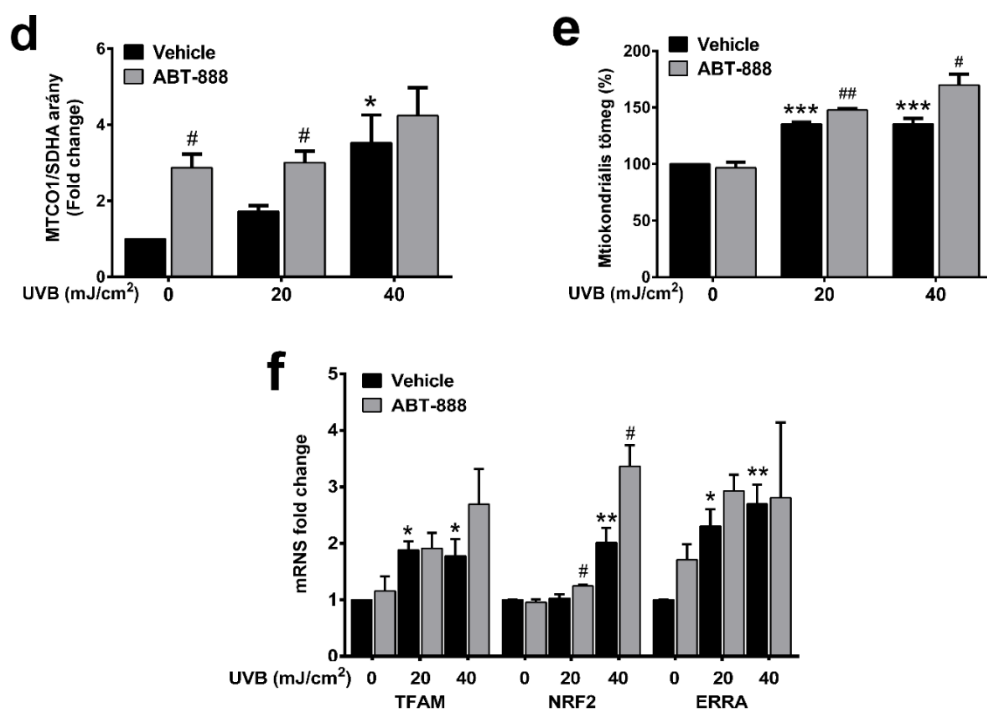 d
Vehicle
ABT-888
MTCO1/SDHA arány
(Fold change)
6
4
2
0
#
#
*
UVB (mJ/cm²)
0
20
40
e
Vehicle
ABT-888
Mtiokondriális tömeg (%)
200
150
100
50
0
***
##
***
#
UVB (mJ/cm²)
0
20
40
f
Vehicle
ABT-888
mRNS fold change
5
4
3
2
1
0
*
*
#
**
#
*
**
UVB (mJ/cm²)
0 20 40 0 20 40 0 20 40
TFAM NRF2 ERRA